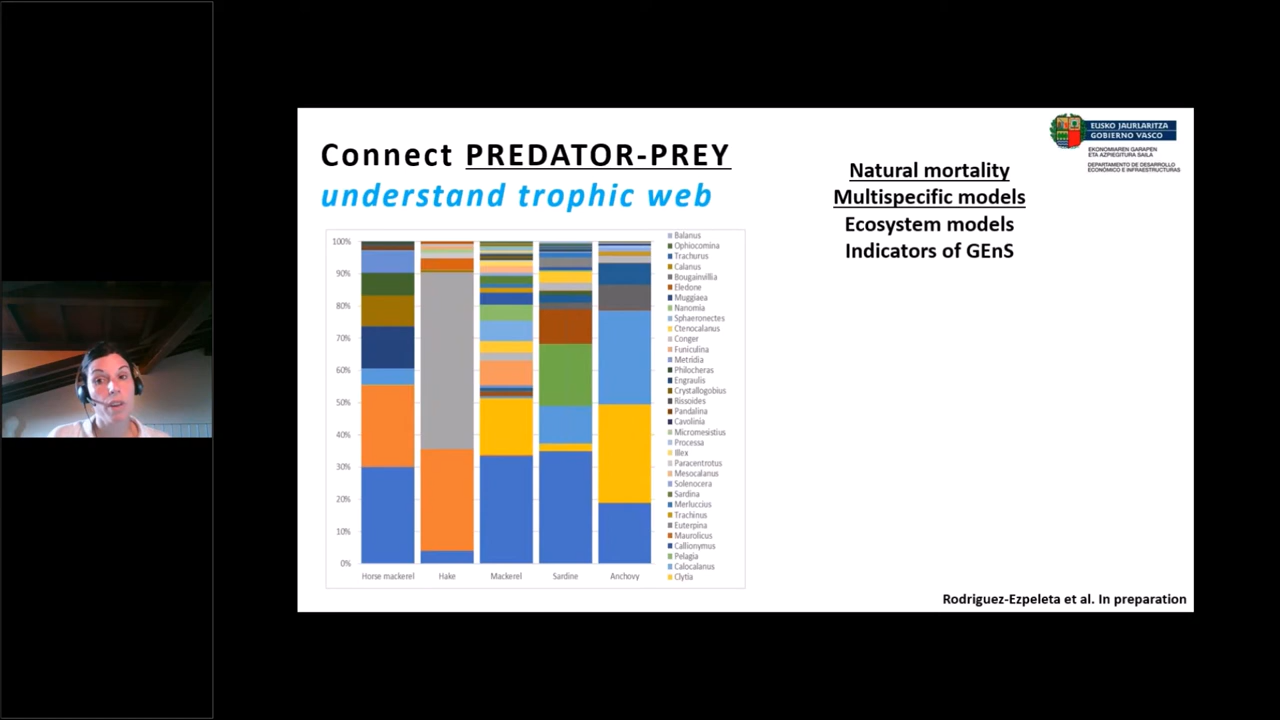 Connect PREDATOR-PREY
understand trophic web
Natural mortality
Multispecific models
Ecosystem models
Indicators of GEnS
EUSKO JAURLARITZA
GOBIERNO VASCO
EKONOMIAREN GARAPEN
ETA AZPIEGITURA SAILA
DEPARTAMENTO DE DESARROLLO
ECONÓMICO E INFRAESTRUCTURAS
100%
90%
80%
70%
60%
50%
40%
30%
20%
10%
0%
Horse mackerel Hake Mackerel Sardine Anchovy
Balanus
Ophiocomina
Trachurus
Calanus
Bougainvillia
Eledone
Muggiaea
Nanomia
Sphaeronectes
Ctenocalanus
Conger
Funiculina
Metridia
Philocheras
Engraulis
Crystallogobius
Rissoides
Pandalina
Cavolinia
Micromesistius
Processa
Illex
Paracentrotus
Mesocalanus
Solenocera
Sardina
Merluccius
Trachinus
Euterpina
Maurolicus
Callionymus
Pelagia
Calocalanus
Clytia
Rodriguez-Ezpeleta et al. In preparation